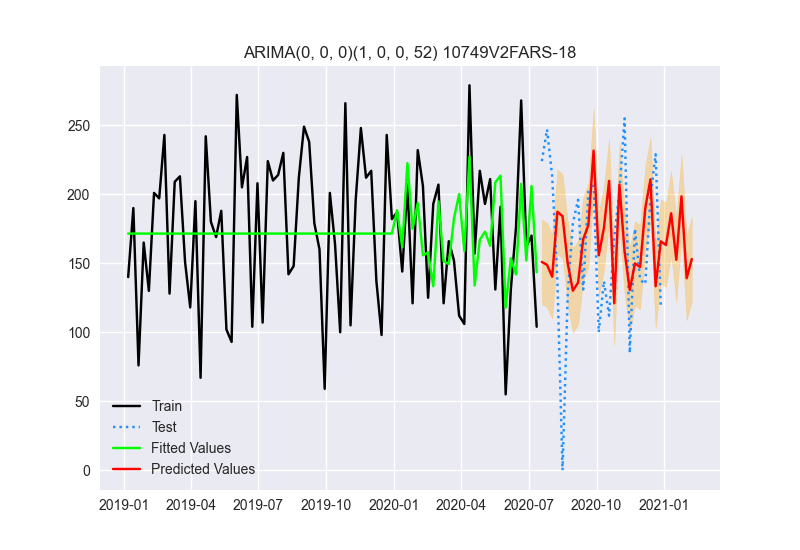 ARIMA(0, 0, 0)(1, 0, 0, 52) 10749V2FARS-18
250
200
150
100
50
0
Train
Test
Fitted Values
Predicted Values
2019-01 2019-04 2019-07 2019-10 2020-01 2020-04 2020-07 2020-10 2021-01